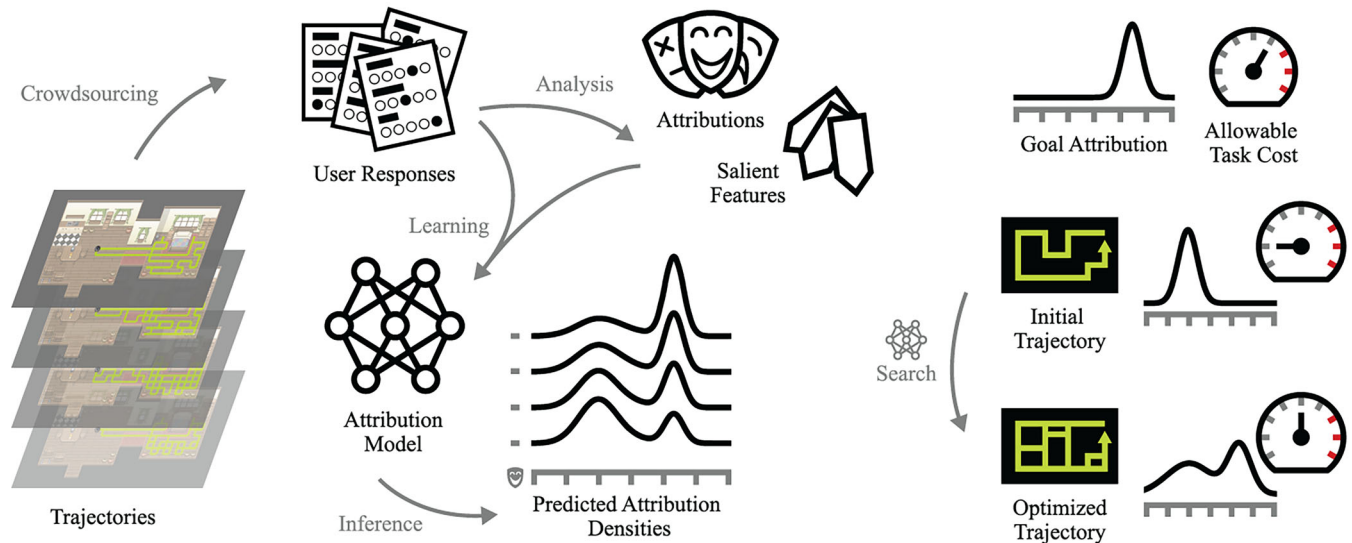 Crowdsourcing
User Responses
Analysis
Attributions
Salient
Features
Learning
Trajectories
Attribution
Model
Inference
Predicted Attribution
Densities
Goal Attribution
Allowable
Task Cost
Initial
Trajectory
Search
Optimized
Trajectory